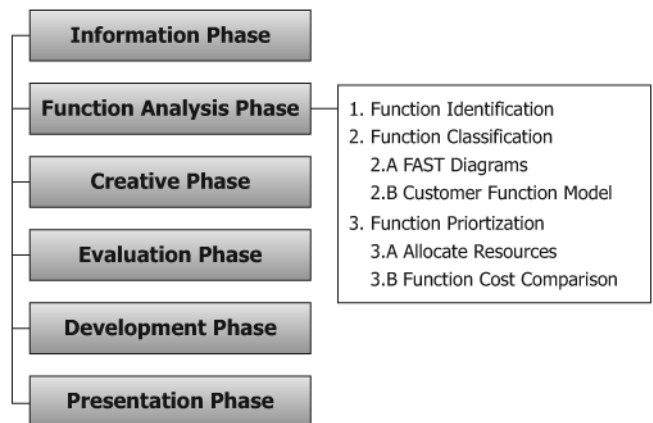 Information Phase
Function Analysis Phase
1. Function Identification
2. Function Classification
2.A FAST Diagrams
2.B Customer Function Model
3. Function Priortization
3.A Allocate Resources
3.B Function Cost Comparison
Creative Phase
Evaluation Phase
Development Phase
Presentation Phase